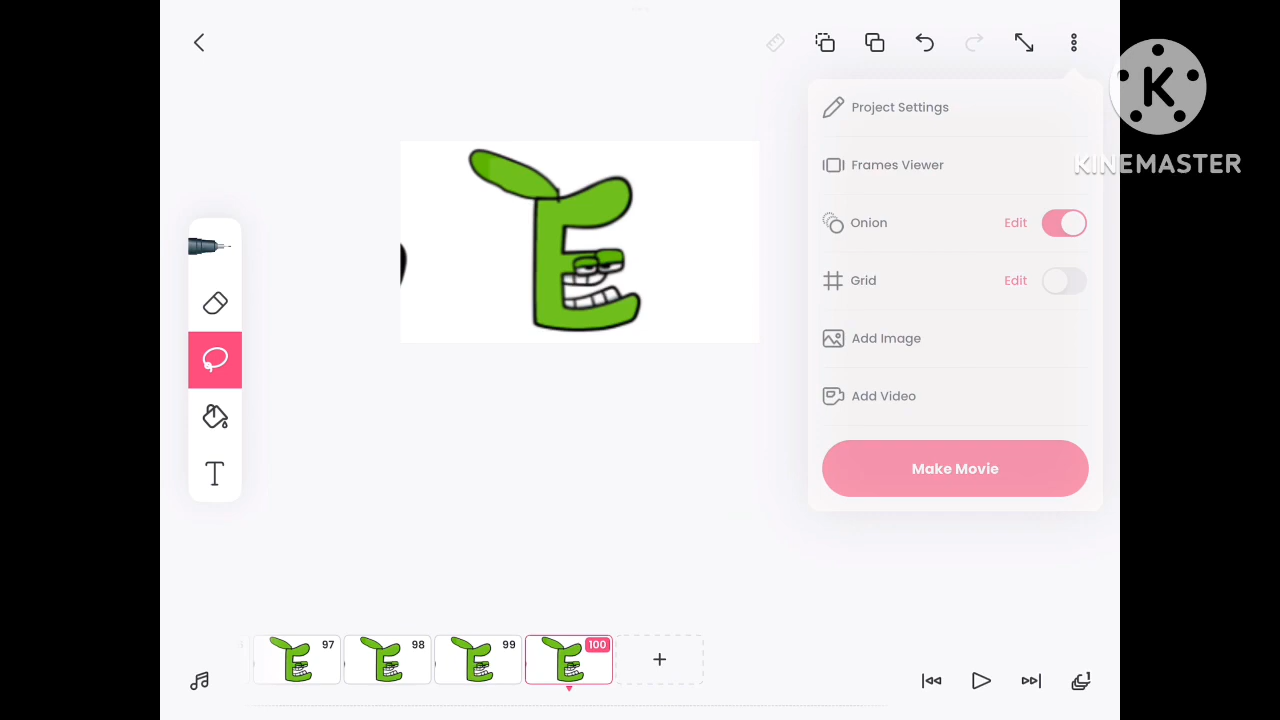 Project Settings
K
KINEMASTER
Frames Viewer
Onion Edit
Grid Edit
Add Image
Add Video
Make Movie
T
E
97 98 99 100
+
1